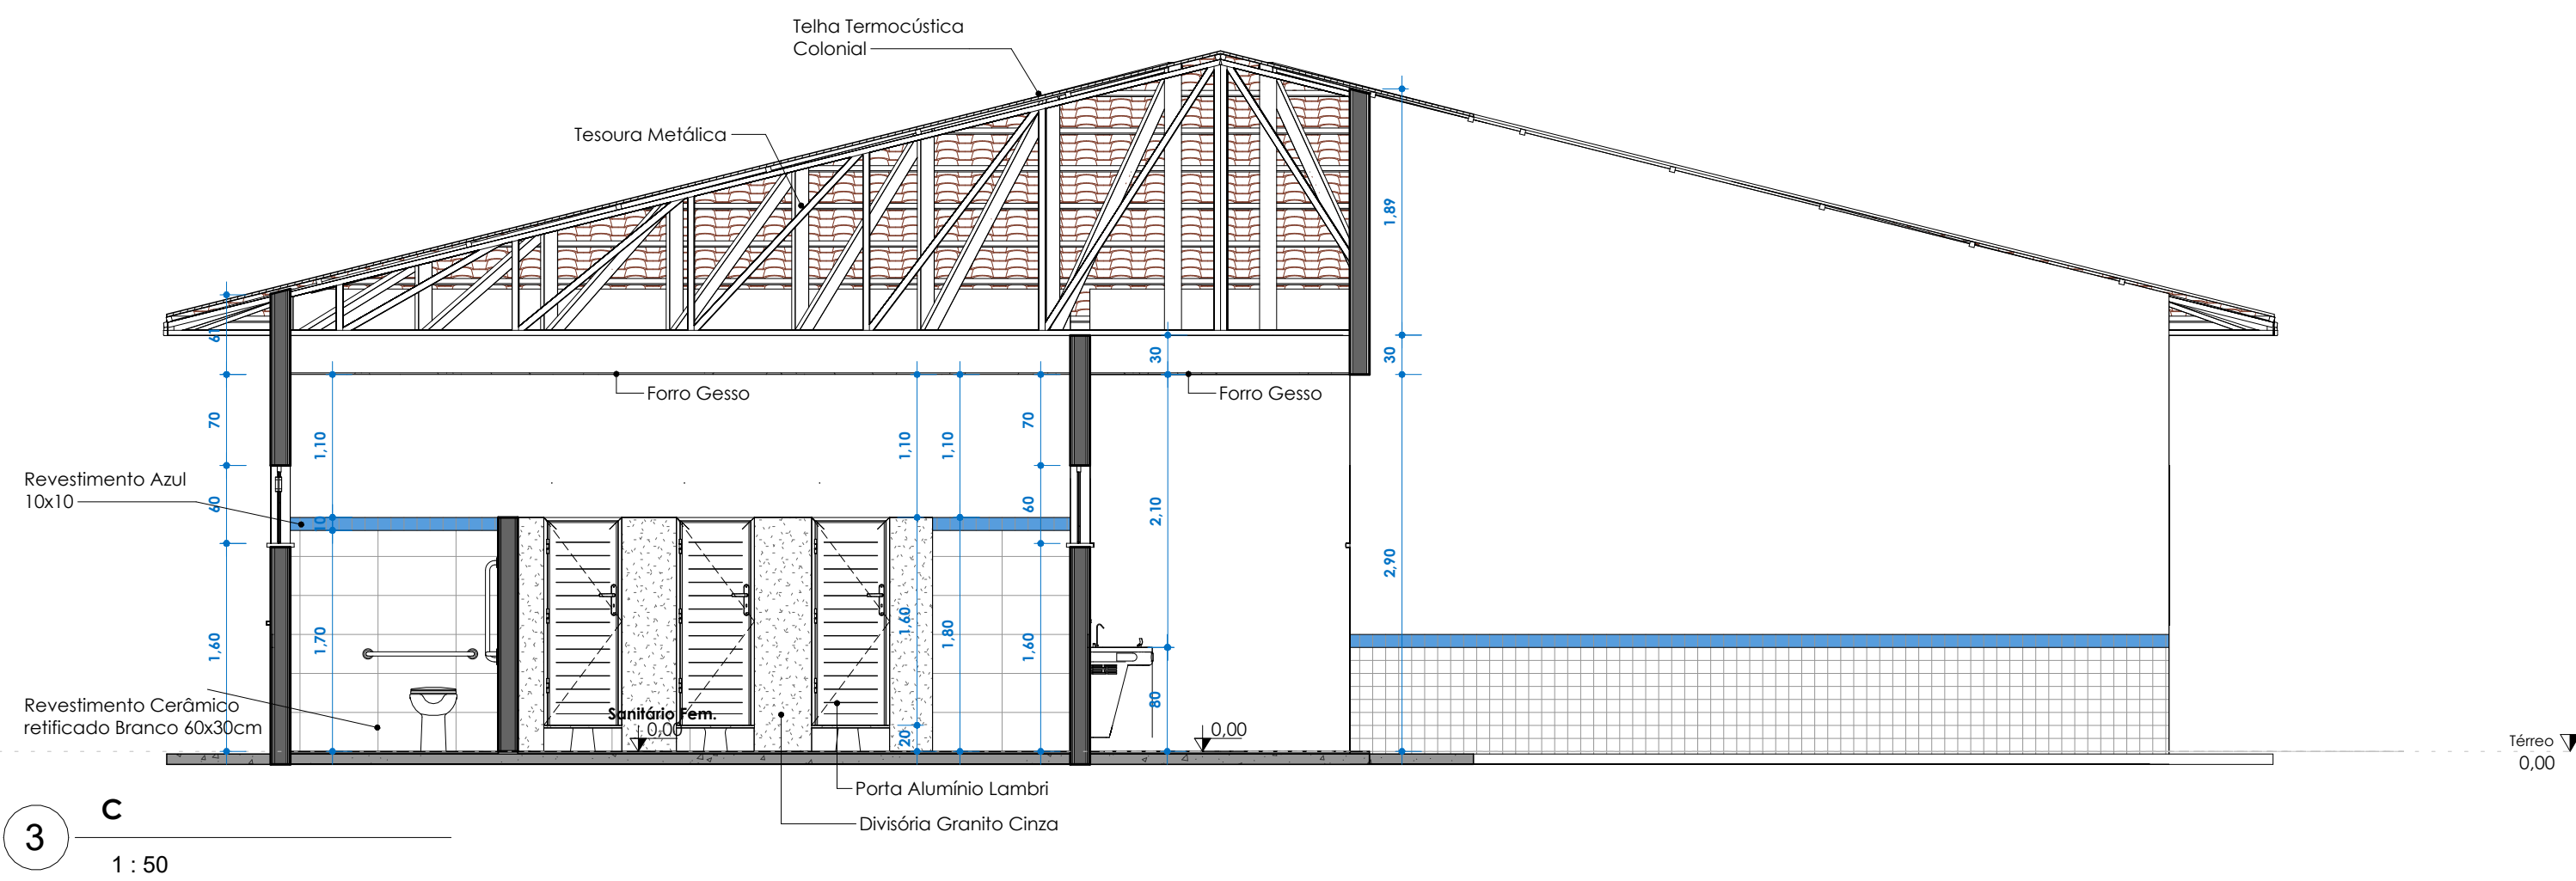 Telha Termocústica
Colonial
Tesoura Metálica
1,89
61
30
30
Forro Gesso
Forro Gesso
70
1,10
1,10
1,10
70
Revestimento Azul
10x10
60
10
60
2,10
2,90
1,60
1,70
1,60
1,80
1,60
80
Revestimento Cerâmico
retificado Branco 60x30cm
Sanitário Fem.
0,00
20
0,00
Térreo
0,00
Porta Alumínio Lambri
Divisória Granito Cinza
3
C
1 : 50